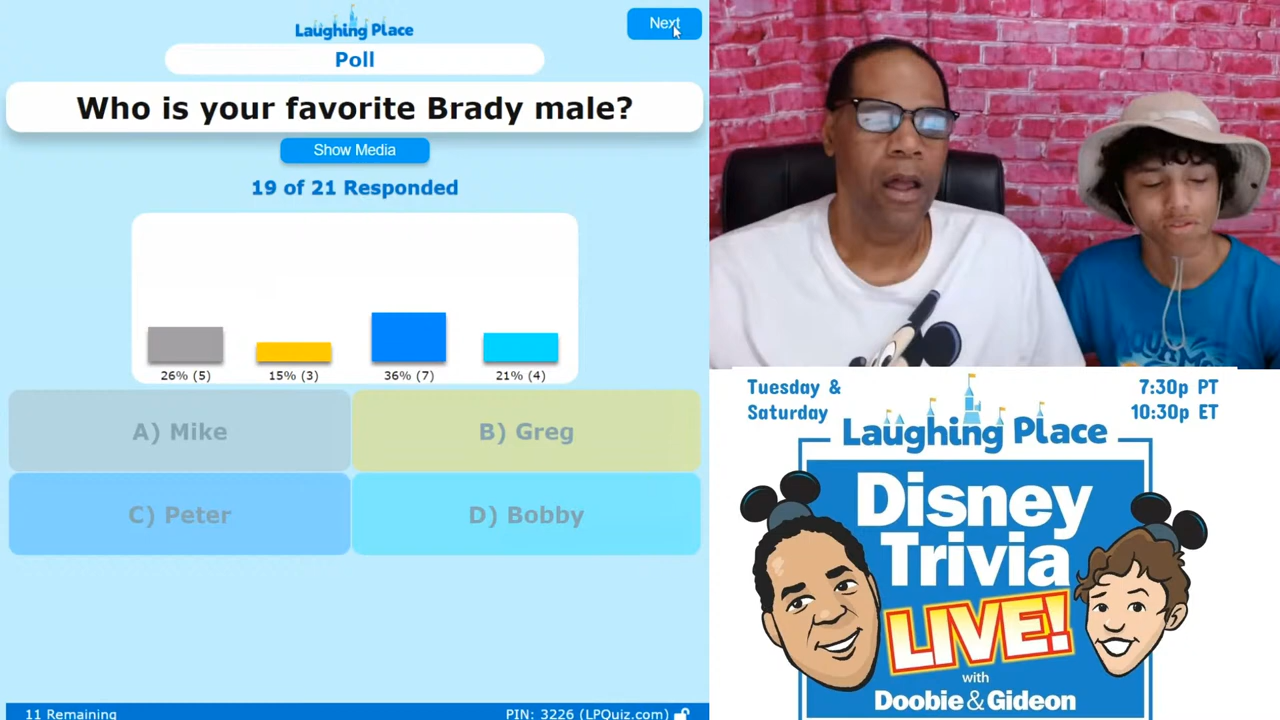 Laughing Place
Next
Poll
Who is your favorite Brady male?
Show Media
19 of 21 Responded
26% (5)
15% (3)
36% (7)
21% (4)
A) Mike
B) Greg
C) Peter
D) Bobby
11 Remaining
PIN: 3226 (LPQuiz.com)
Tuesday &
Saturday
7:30p PT
10:30p ET
Laughing Place
Disney
Trivia
LIVE!
with
Doobie & Gideon